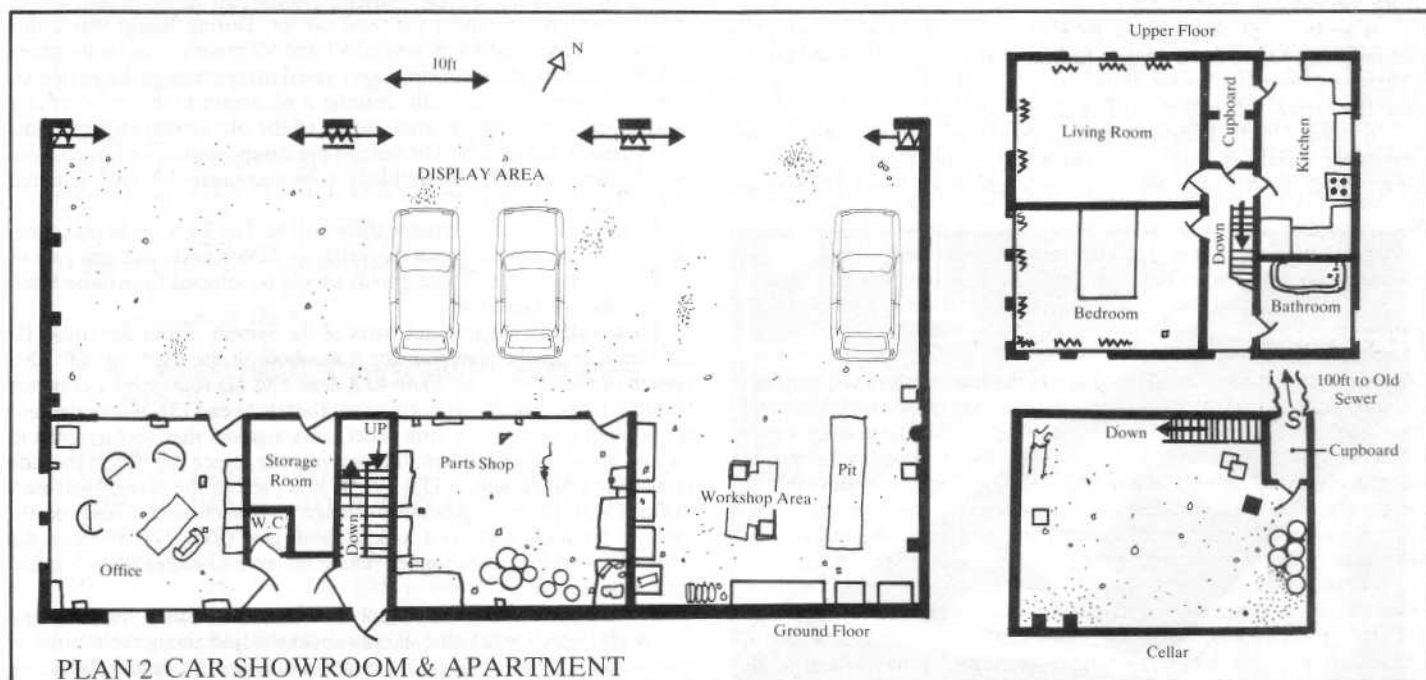 10ft
N
DISPLAY AREA
UP
Storage
Room
Parts Shop
W.C.
Down
Office
Workshop Area
Pit
Ground Floor
PLAN 2 CAR SHOWROOM & APARTMENT
Upper Floor
Living Room
Cupboard
Kitchen
Down
Bedroom
Bathroom
100ft to Old
Sewer
S
Down
Cupboard
Cellar